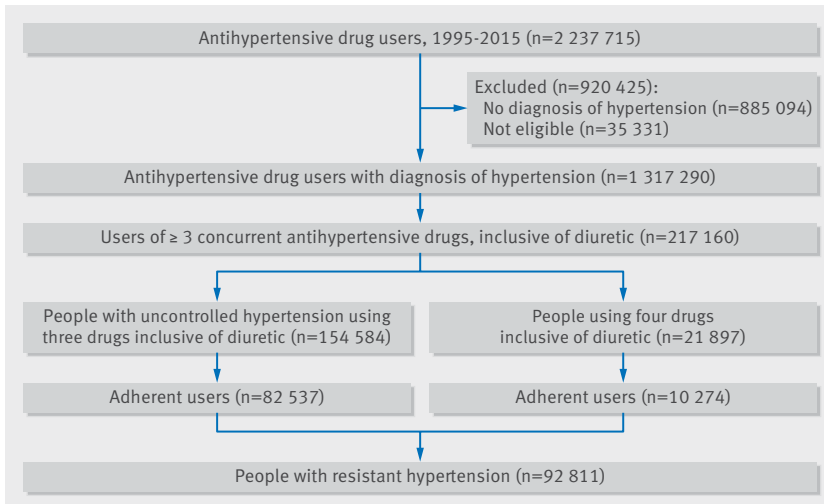 Antihypertensive drug users, 1995-2015 (n=2 237 715)
Excluded (n=920 425):
No diagnosis of hypertension (n=885 094)
Not eligible (n=35 331)
Antihypertensive drug users with diagnosis of hypertension (n=1 317 290)
Users of ≥ 3 concurrent antihypertensive drugs, inclusive of diuretic (n=217 160)
People with uncontrolled hypertension using
three drugs inclusive of diuretic (n=154 584)
People using four drugs
inclusive of diuretic (n=21 897)
Adherent users (n=82 537)
Adherent users (n=10 274)
People with resistant hypertension (n=92 811)